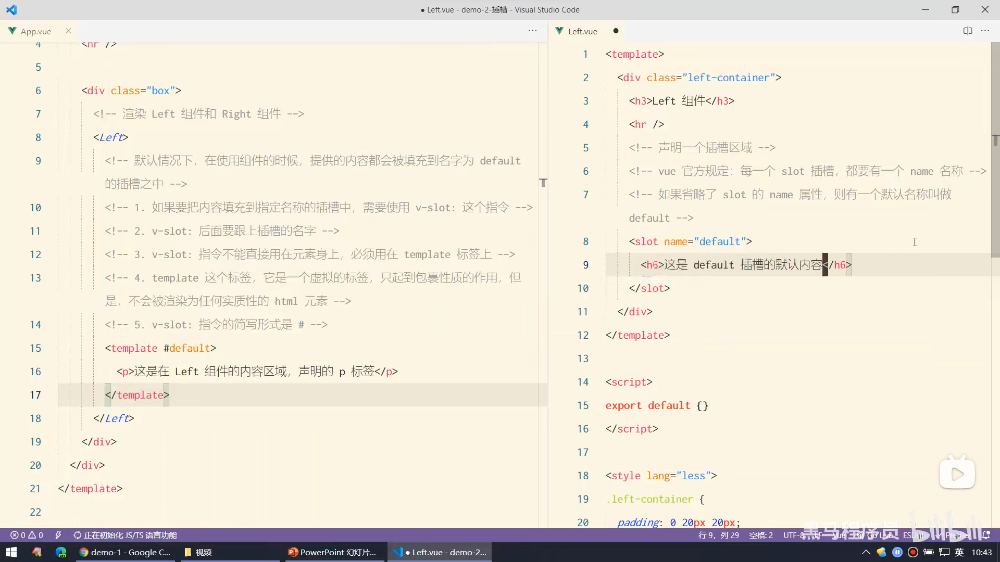 ● Left.vue - demo-2-插槽 - Visual Studio Code
App.vue
4 <hr />
5
6 <div class="box">
7 <!-- 渲染 Left 组件和 Right 组件 -->
8 <Left>
9 <!-- 默认情况下，在使用组件的时候，提供的内容都会被填充到名字为 default
的插槽之中 -->
10 <!-- 1. 如果要把内容填充到指定名称的插槽中，需要使用 v-slot: 这个指令 -->
11 <!-- 2. v-slot: 后面要跟上插槽的名字 -->
12 <!-- 3. v-slot: 指令不能直接用在元素身上，必须用在 template 标签上 -->
13 <!-- 4. template 这个标签，它是一个虚拟的标签，只起到包裹性质的作用，但
是，不会被渲染为任何实质性的 html 元素 -->
14 <!-- 5. v-slot: 指令的简写形式是 # -->
15 <template #default>
16 <p>这是在 Left 组件的内容区域，声明的 p 标签</p>
17 </template>
18 </Left>
19 </div>
20 </div>
21 </template>
22
Left.vue ●
1 <template>
2 <div class="left-container">
3 <h3>Left 组件</h3>
4 <hr />
5 <!-- 声明一个插槽区域 -->
6 <!-- vue 官方规定：每一个 slot 插槽，都要有一个 name 名称 -->
7 <!-- 如果省略了 slot 的 name 属性，则有一个默认名称叫做
default -->
8 <slot name="default">
9 <h6>这是 default 插槽的默认内容</h6>
10 </slot>
11 </div>
12 </template>
13
14 <script>
15 export default {}
16 </script>
17
18 <style lang="less">
19 .left-container {
20 padding: 0 20px 20px;
0 0 正在初始化 JS/TS 语言功能
行 9，列 29 空格: 2 UTF-8 LF Vue Go Live ESLint Prettier
黑马程序员 bilibili
demo-1 - Google C... 视频 PowerPoint 幻灯片... ● Left.vue - demo-2... 英 10:43